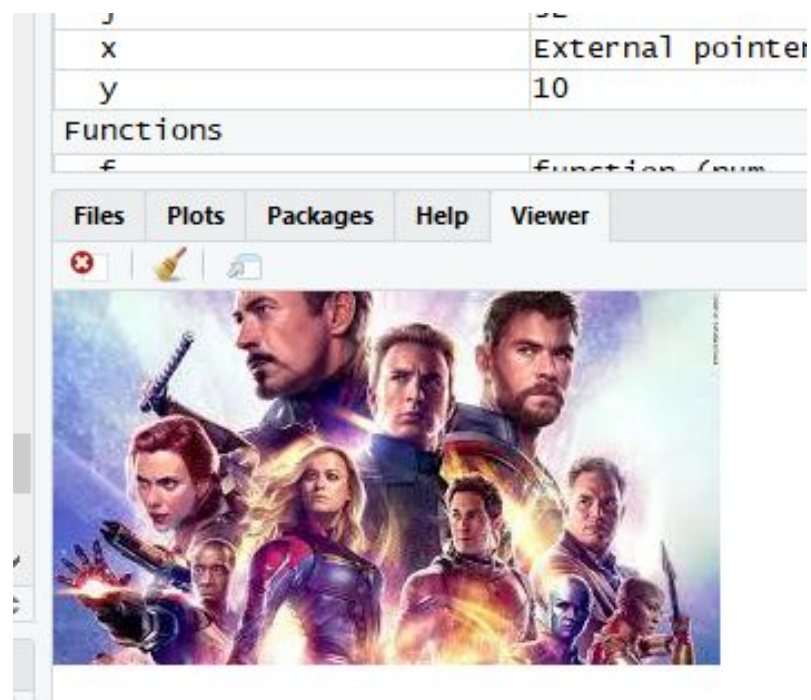 x External pointer
y 10
Functions
Files Plots Packages Help Viewer